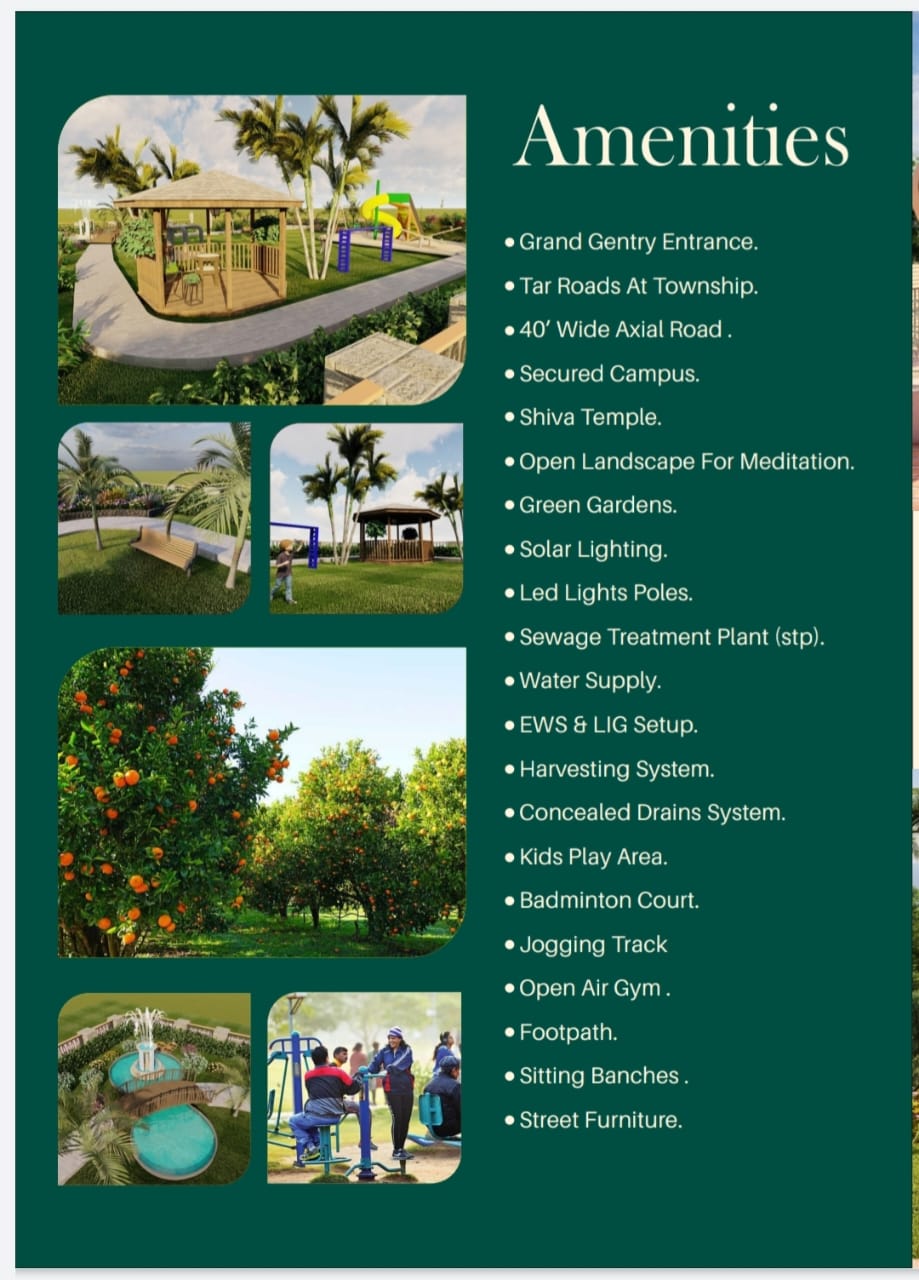 Amenities
• Grand Gentry Entrance.
• Tar Roads At Township.
• 40’ Wide Axial Road .
• Secured Campus.
• Shiva Temple.
• Open Landscape For Meditation.
• Green Gardens.
• Solar Lighting.
• Led Lights Poles.
• Sewage Treatment Plant (stp).
• Water Supply.
• EWS & LIG Setup.
• Harvesting System.
• Concealed Drains System.
• Kids Play Area.
• Badminton Court.
• Jogging Track
• Open Air Gym .
• Footpath.
• Sitting Banches .
• Street Furniture.